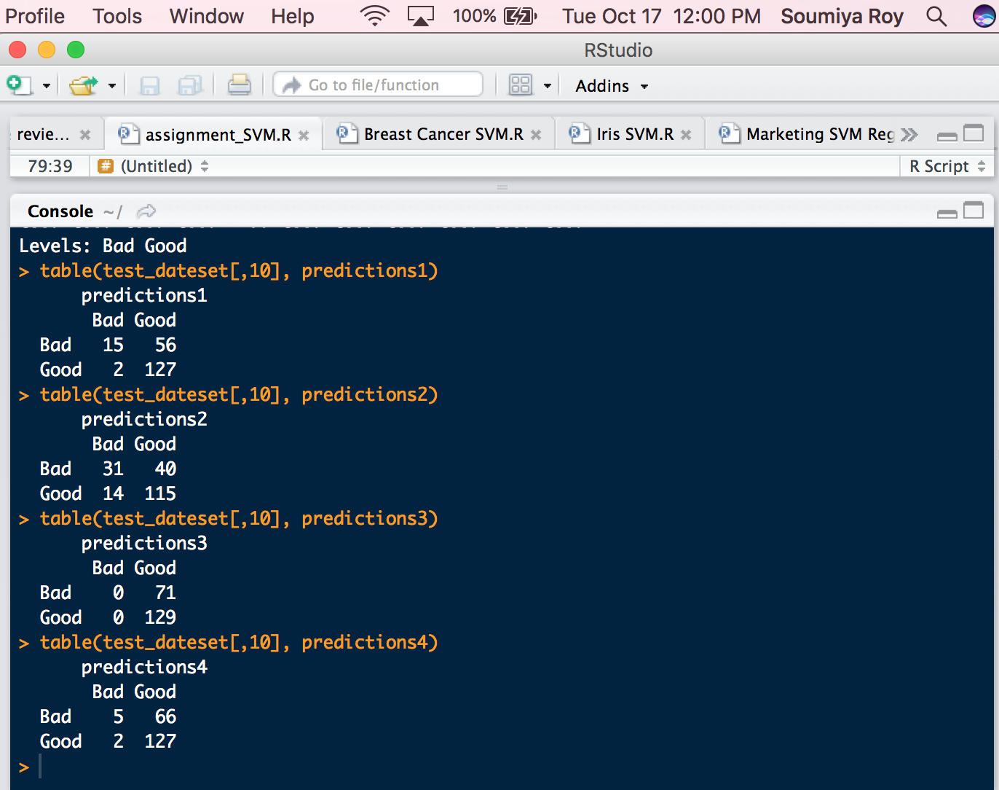 Profile Tools Window Help 100% Tue Oct 17 12:00 PM Soumiya Roy
RStudio
Go to file/function Addins
revie... assignment_SVM.R Breast Cancer SVM.R Iris SVM.R Marketing SVM Reg
79:39 # (Untitled) R Script
Console ~/
Levels: Bad Good
> table(test_dateset[,10], predictions1)
predictions1
Bad Good
Bad 15 56
Good 2 127
> table(test_dateset[,10], predictions2)
predictions2
Bad Good
Bad 31 40
Good 14 115
> table(test_dateset[,10], predictions3)
predictions3
Bad Good
Bad 0 71
Good 0 129
> table(test_dateset[,10], predictions4)
predictions4
Bad Good
Bad 5 66
Good 2 127
>